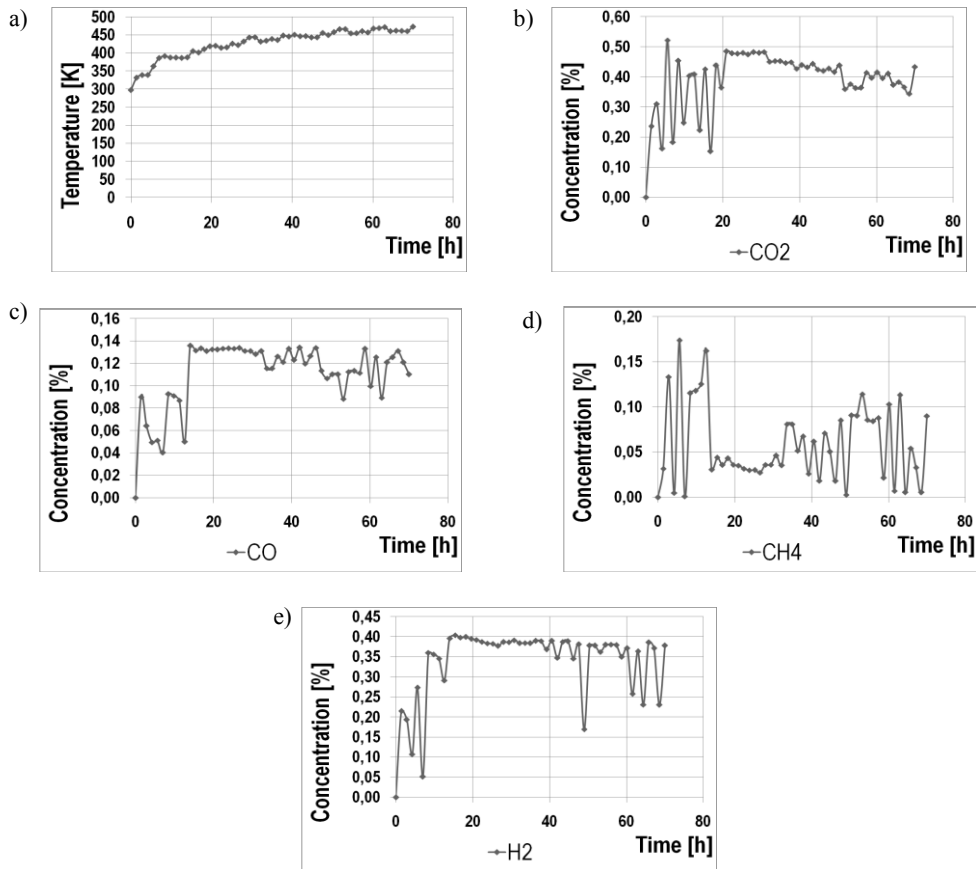 a)
Temperature [K]
500
450
400
350
300
250
200
150
100
50
0
0 20 40 60 80
Time [h]
b)
Concentration [%]
0,60
0,50
0,40
0,30
0,20
0,10
0,00
0 20 40 60 80
Time [h]
CO2
c)
Concentration [%]
0,16
0,14
0,12
0,10
0,08
0,06
0,04
0,02
0,00
0 20 40 60 80
Time [h]
CO
d)
Concentration [%]
0,20
0,15
0,10
0,05
0,00
0 20 40 60 80
Time [h]
CH4
e)
Concentration [%]
0,45
0,40
0,35
0,30
0,25
0,20
0,15
0,10
0,05
0,00
0 20 40 60 80
Time [h]
H2